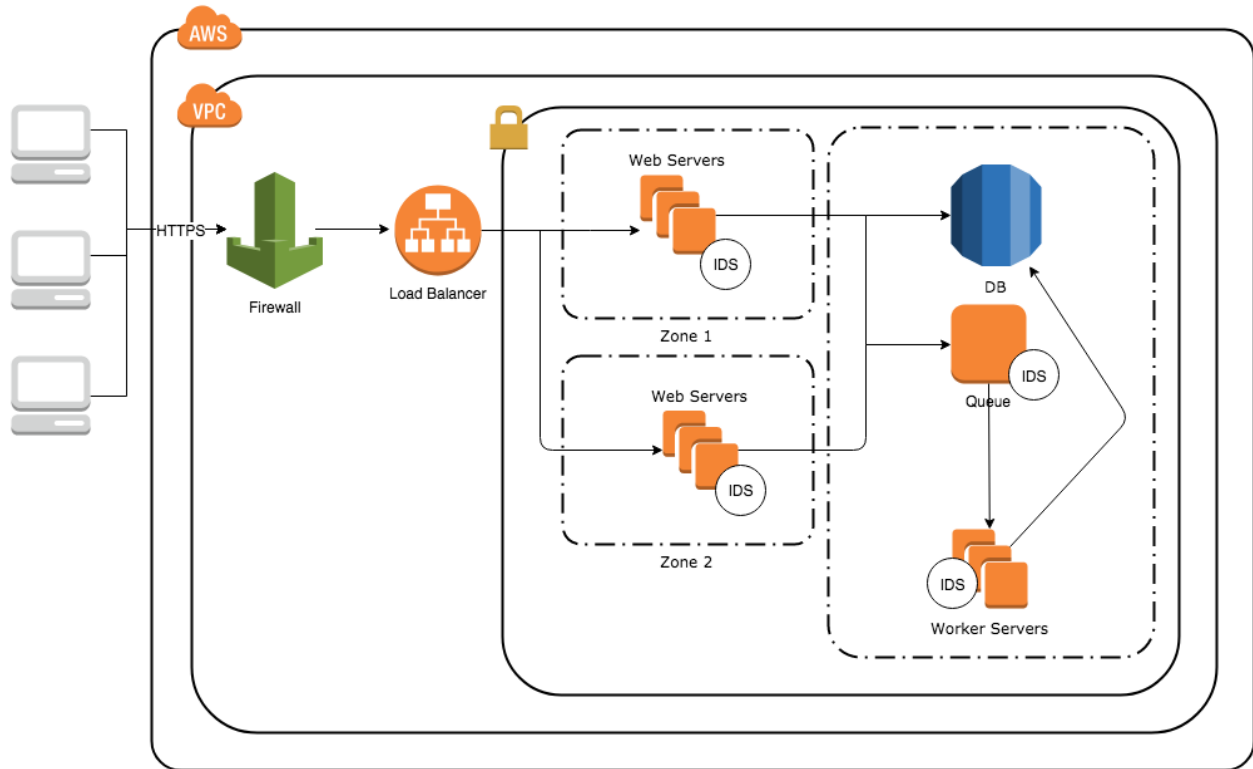 AWS
VPC
HTTPS
Firewall
Load Balancer
Web Servers
IDS
Zone 1
Web Servers
IDS
Zone 2
DB
IDS
Queue
IDS
Worker Servers